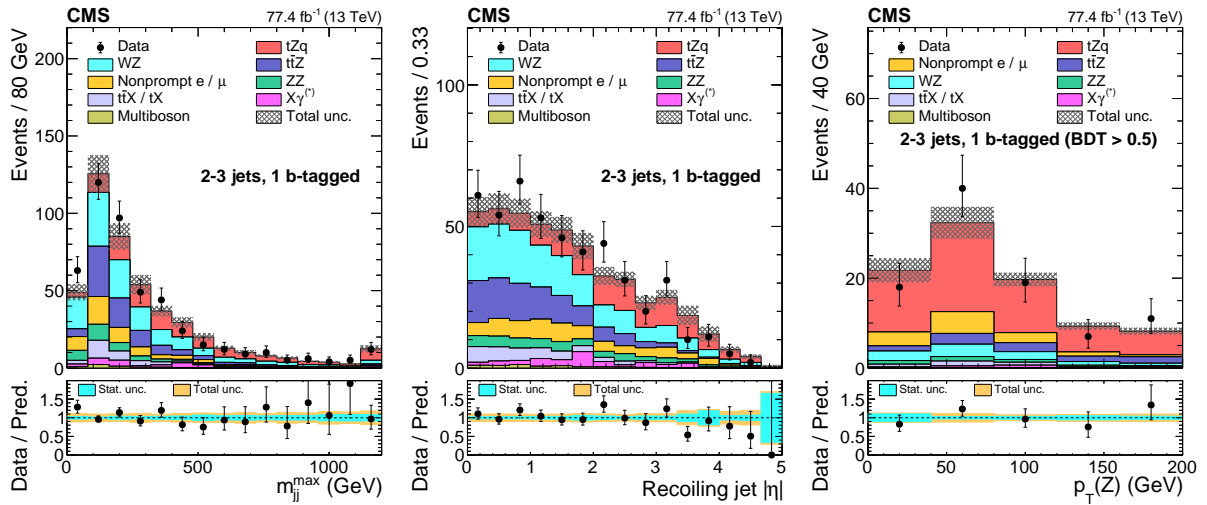 CMS 77.4 fb⁻¹ (13 TeV)
Events / 80 GeV
200
150
100
50
0
Data
WZ
Nonprompt e / μ
tt̄X / tX
Multiboson
tZq
tt̄Z
ZZ
Xγ⁽*⁾
Total unc.
2-3 jets, 1 b-tagged
Data / Pred.
1.5
1
0.5
0
Stat. unc. Total unc.
0 500 1000
m_jj^max (GeV)
CMS 77.4 fb⁻¹ (13 TeV)
Events / 0.33
100
50
0
Data
WZ
Nonprompt e / μ
tt̄X / tX
Multiboson
tZq
tt̄Z
ZZ
Xγ⁽*⁾
Total unc.
2-3 jets, 1 b-tagged
Data / Pred.
1.5
1
0.5
0
Stat. unc. Total unc.
0 1 2 3 4 5
Recoiling jet |η|
CMS 77.4 fb⁻¹ (13 TeV)
Events / 40 GeV
60
40
20
0
Data
Nonprompt e / μ
WZ
tt̄X / tX
Multiboson
tZq
tt̄Z
ZZ
Xγ⁽*⁾
Total unc.
2-3 jets, 1 b-tagged (BDT > 0.5)
Data / Pred.
1.5
1
0.5
0
Stat. unc. Total unc.
0 50 100 150 200
p_T(Z) (GeV)